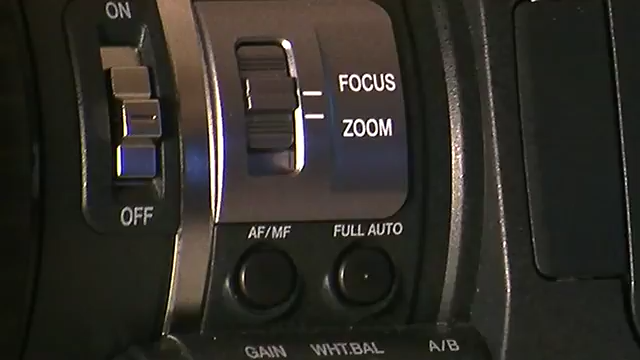 ON
FOCUS
ZOOM
OFF
AF/MF FULL AUTO
GAIN WHT.BAL A/B